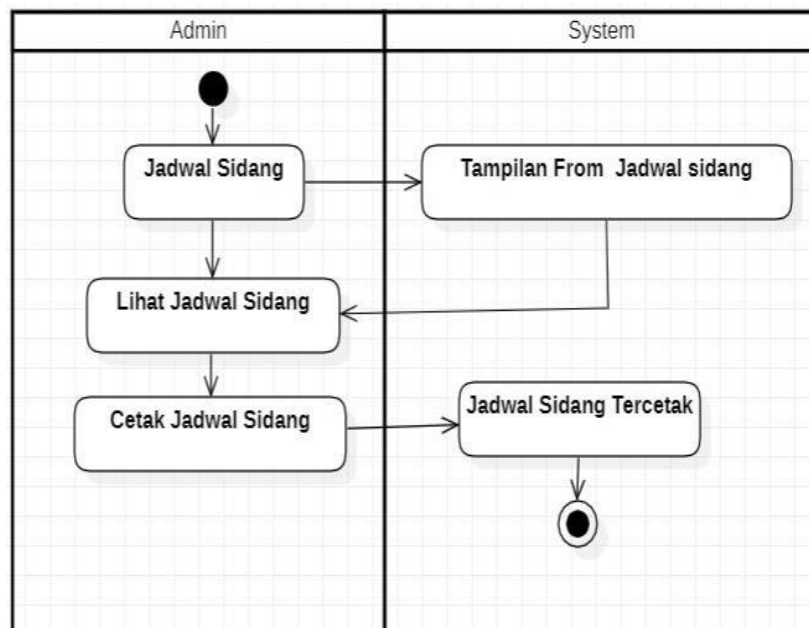 Admin
System
Jadwal Sidang
Tampilan From Jadwal sidang
Lihat Jadwal Sidang
Cetak Jadwal Sidang
Jadwal Sidang Tercetak